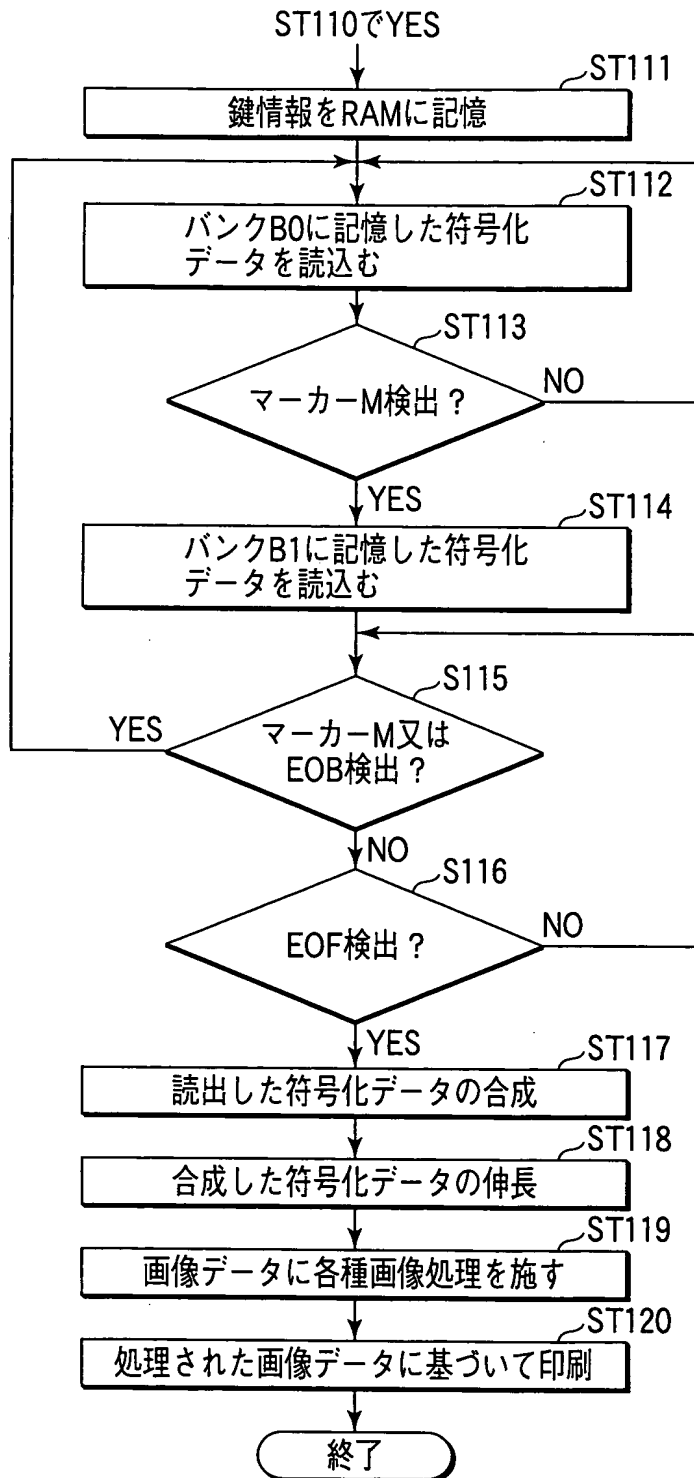 ST110でYES
ST111
鍵情報をRAMに記憶
ST112
バンクB0に記憶した符号化
データを読込む
ST113
マーカーM検出?
NO
YES
ST114
バンクB1に記憶した符号化
データを読込む
S115
YES
マーカーM又は
EOB検出?
NO
S116
EOF検出?
NO
YES
ST117
読出した符号化データの合成
ST118
合成した符号化データの伸長
ST119
画像データに各種画像処理を施す
ST120
処理された画像データに基づいて印刷
終了